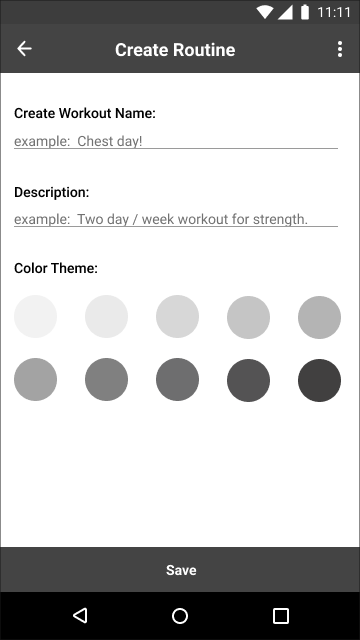 11:11
Create Routine
Create Workout Name:
example: Chest day!
Description:
example: Two day / week workout for strength.
Color Theme:
Save